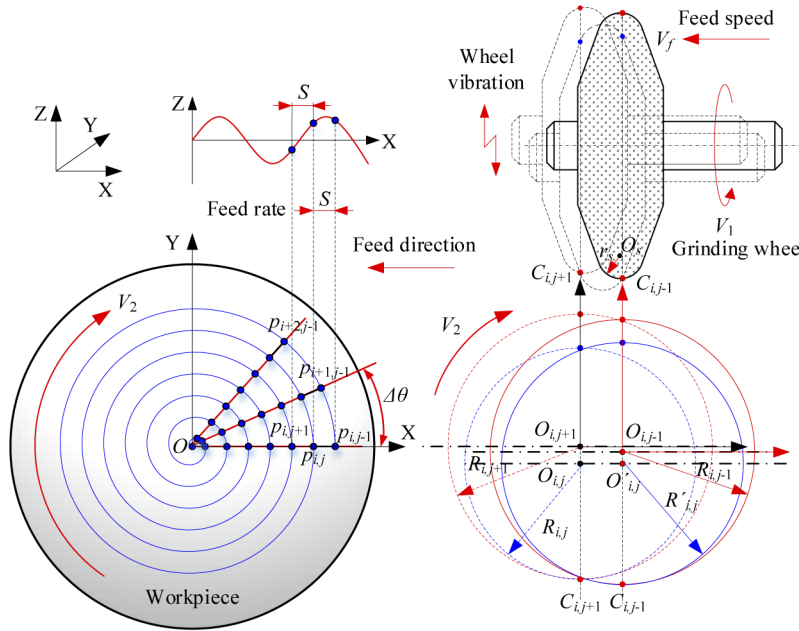 Feed speed
V_f
Wheel
vibration
Z
Y
X
Z
S
X
Feed rate
S
V_1
Grinding whee
r_s
O_s
C_{i,j+1}
C_{i,j-1}
Y
Feed direction
V_2
p_{i+2,j-1}
p_{i+1,j-1}
Δθ
V_2
O
p_{i,j+1}
p_{i,j}
p_{i,j-1}
X
O_{i,j+1}
O_{i,j-1}
R_{i,j+1}
O_{i,j}
O′_{i,j}
R_{i,j-1}
R′_{i,j}
R_{i,j}
Workpiece
C_{i,j+1}
C_{i,j-1}